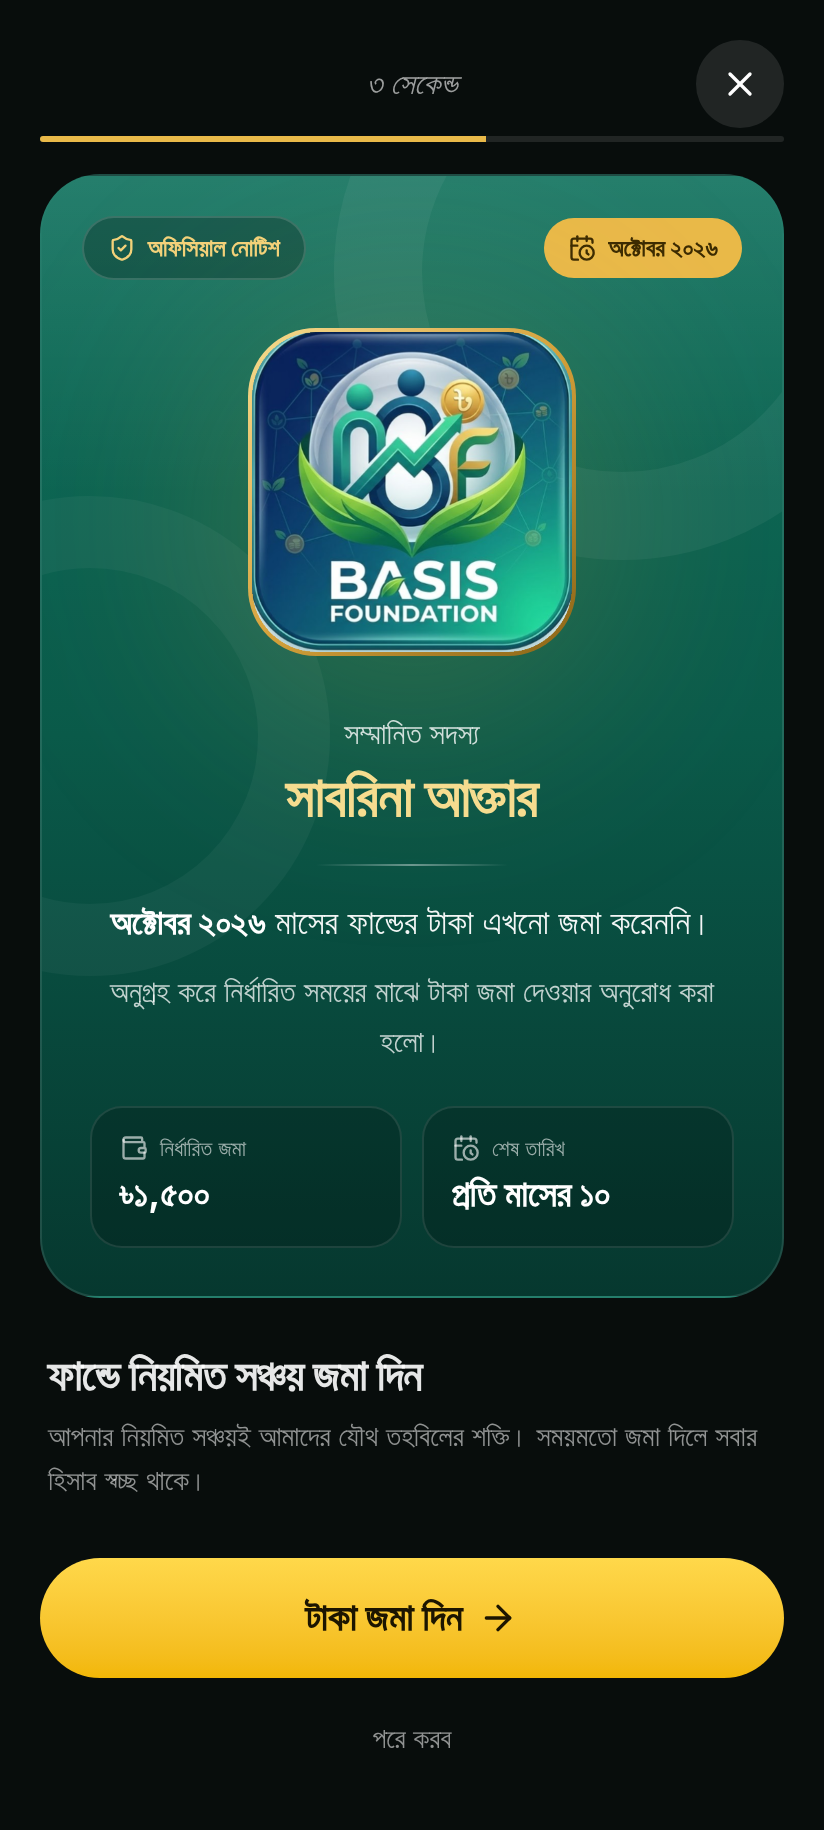 ৩ সেকেন্ড
অফিসিয়াল নোটিশ
অক্টোবর ২০২৬
৳
BASIS
FOUNDATION
সম্মানিত সদস্য
সাবরিনা আক্তার
অক্টোবর ২০২৬ মাসের ফান্ডের টাকা এখনো জমা করেননি।
অনুগ্রহ করে নির্ধারিত সময়ের মাঝে টাকা জমা দেওয়ার অনুরোধ করা
হলো।
নির্ধারিত জমা
৳১,৫০০
শেষ তারিখ
প্রতি মাসের ১০
ফান্ডে নিয়মিত সঞ্চয় জমা দিন
আপনার নিয়মিত সঞ্চয়ই আমাদের যৌথ তহবিলের শক্তি। সময়মতো জমা দিলে সবার
হিসাব স্বচ্ছ থাকে।
টাকা জমা দিন
পরে করব